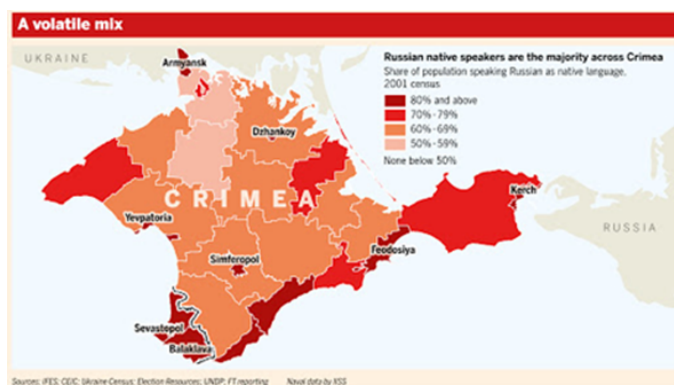 A volatile mix
UKRAINE
Armyansk
Russian native speakers are the majority across Crimea
Share of population speaking Russian as native language,
2001 census
80% and above
70%-79%
60%-69%
50%-59%
None below 50%
Dzhankoy
CRIMEA
Kerch
Yevpatoria
RUSSIA
Simferopol
Feodosiya
Sevastopol
Balaklava
Sources: IFES; CEIC; Ukraine Census; Election Resources; UNDP; FT reporting Naval data by IISS